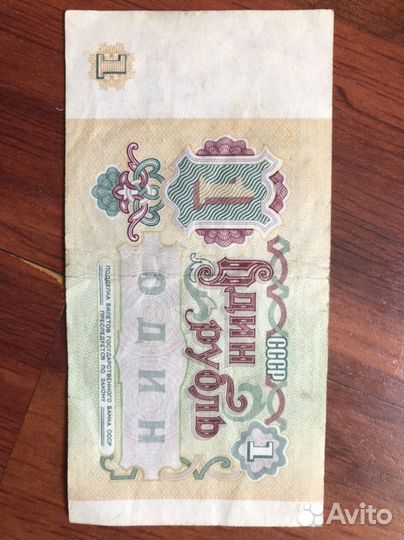 1
СССР
1
Один
рубль
ОДИН
1
ПОДДЕЛКА БИЛЕТОВ ГОСУДАРСТВЕННОГО БАНКА СССР
ПРЕСЛЕДУЕТСЯ ПО ЗАКОНУ
Avito